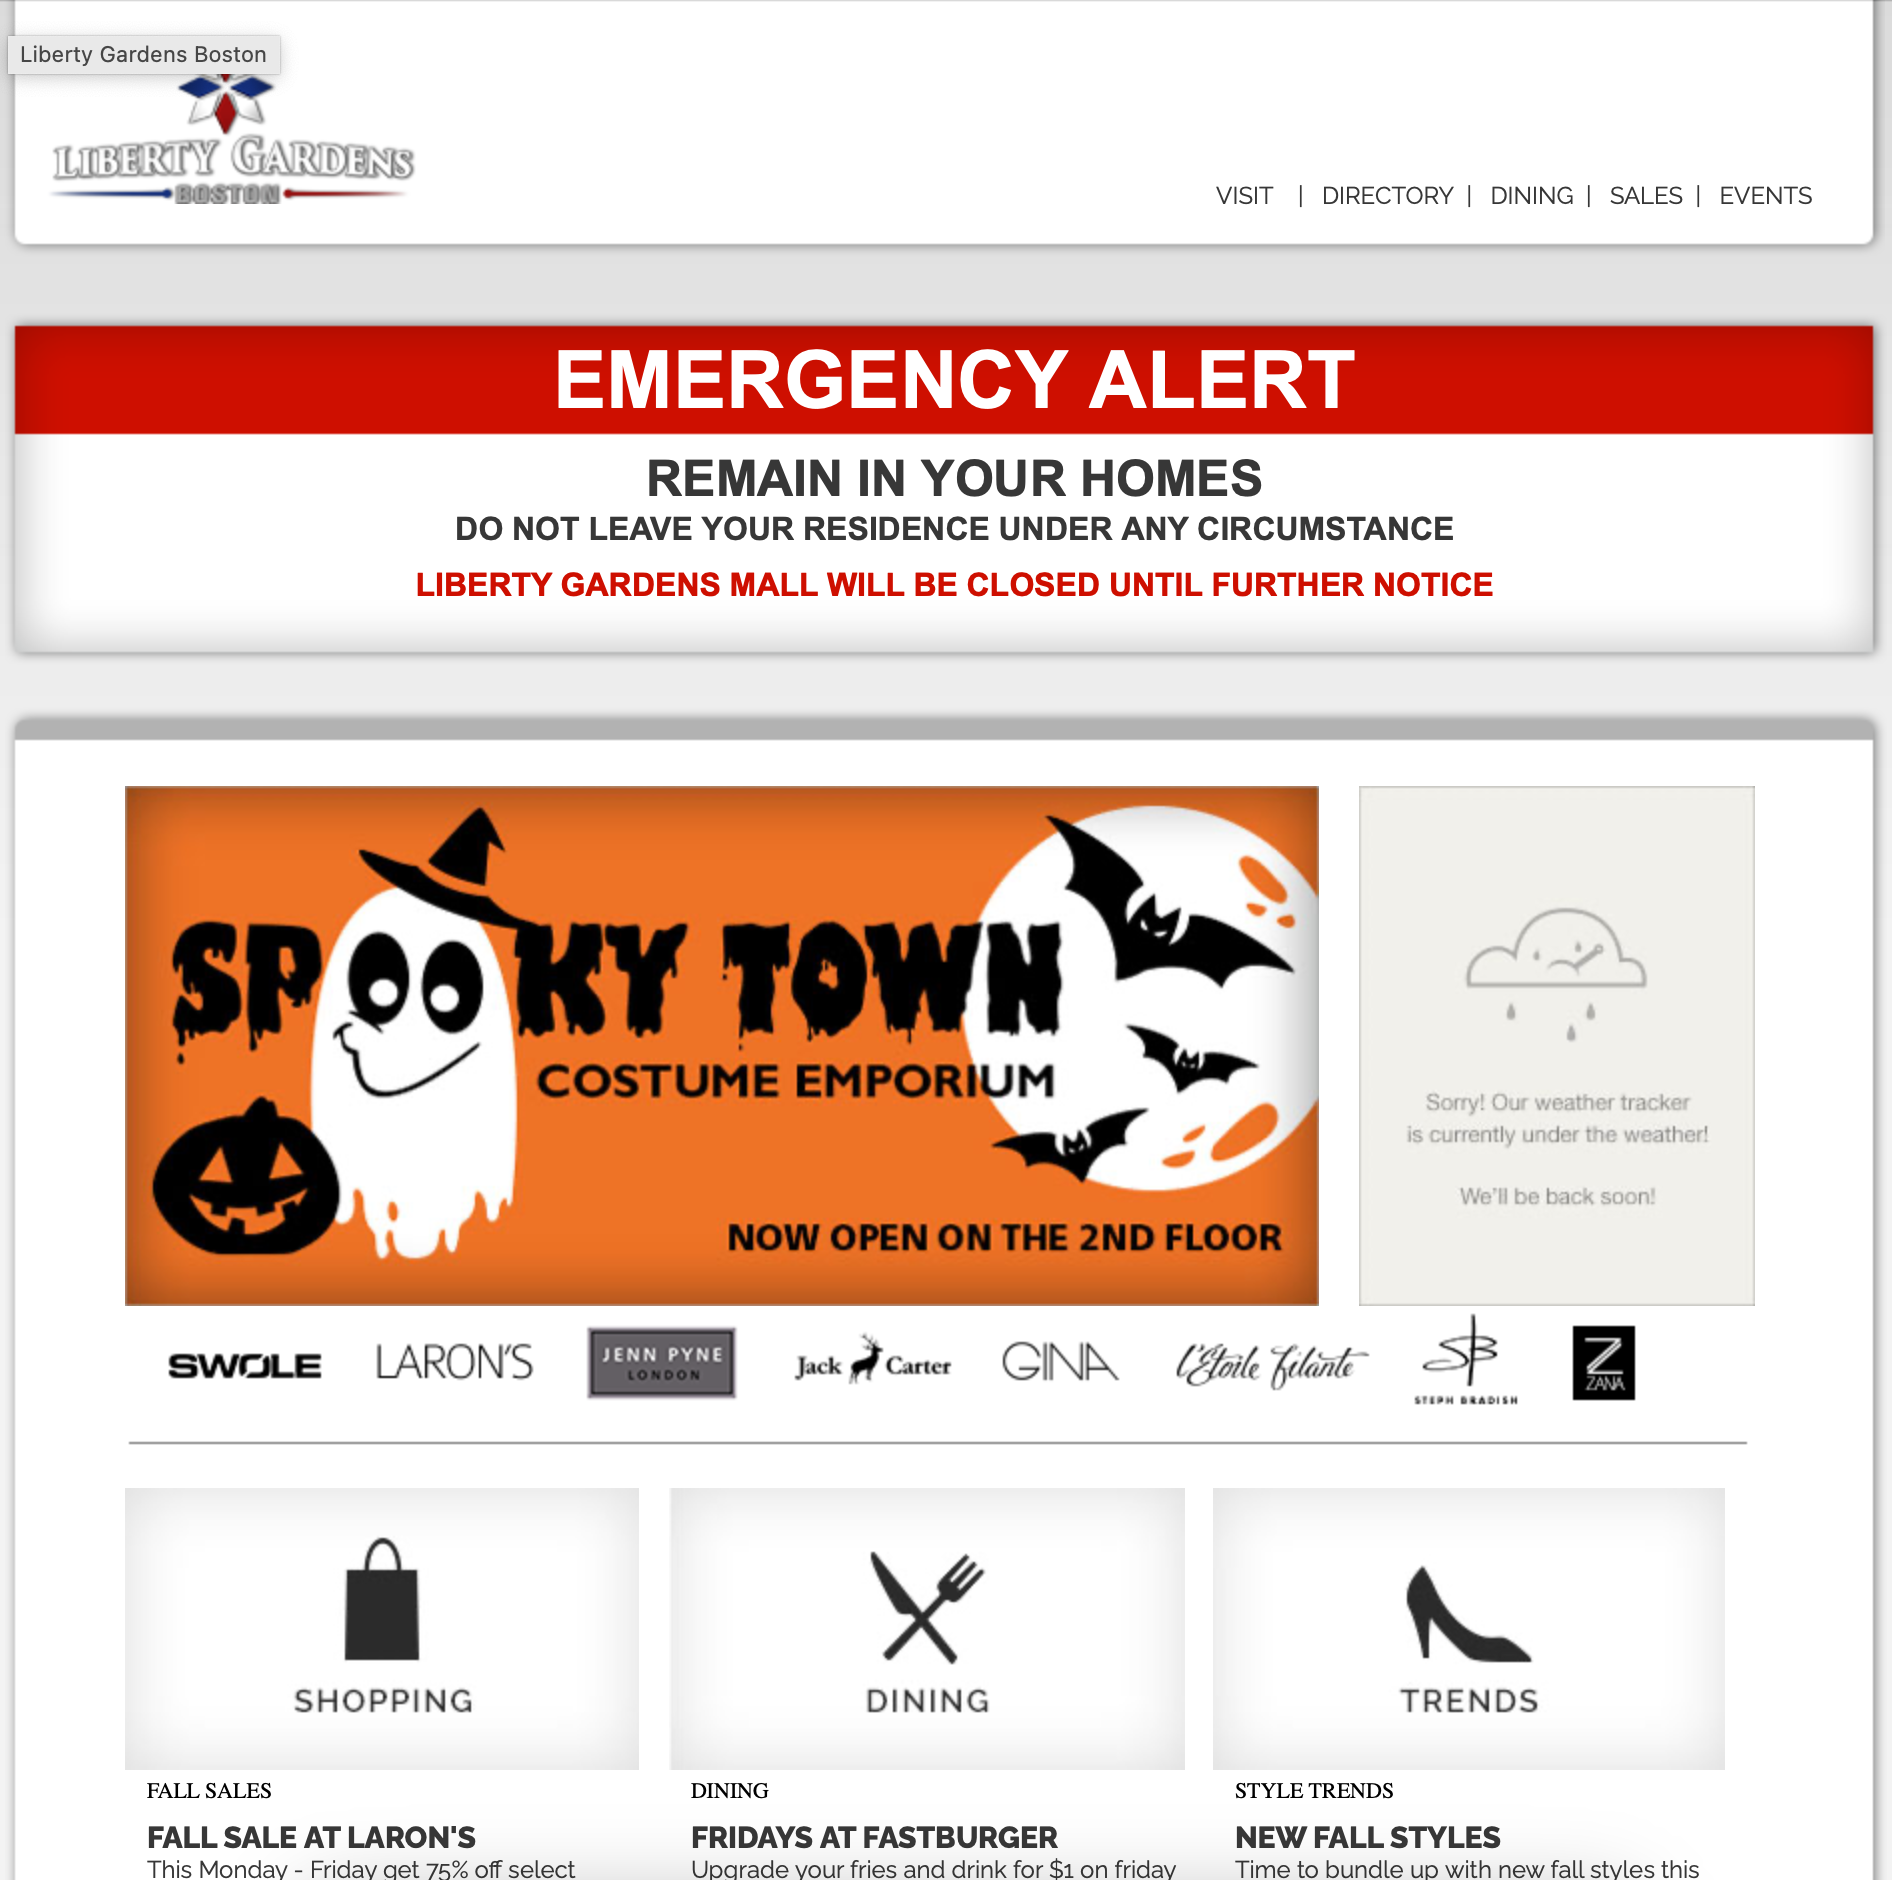 Liberty Gardens Boston
LIBERTY GARDENS
BOSTON
VISIT | DIRECTORY | DINING | SALES | EVENTS
EMERGENCY ALERT
REMAIN IN YOUR HOMES
DO NOT LEAVE YOUR RESIDENCE UNDER ANY CIRCUMSTANCE
LIBERTY GARDENS MALL WILL BE CLOSED UNTIL FURTHER NOTICE
SPOOKY TOWN
COSTUME EMPORIUM
NOW OPEN ON THE 2ND FLOOR
Sorry! Our weather tracker
is currently under the weather!
We'll be back soon!
SWOLE
LARON'S
JENN PYNE
LONDON
Jack Carter
GINA
l'Étoile filante
SB
STEPH BRADISH
Z
ZANA
SHOPPING
DINING
TRENDS
FALL SALES
FALL SALE AT LARON'S
This Monday - Friday get 75% off select
DINING
FRIDAYS AT FASTBURGER
Upgrade your fries and drink for $1 on friday
STYLE TRENDS
NEW FALL STYLES
Time to bundle up with new fall styles this